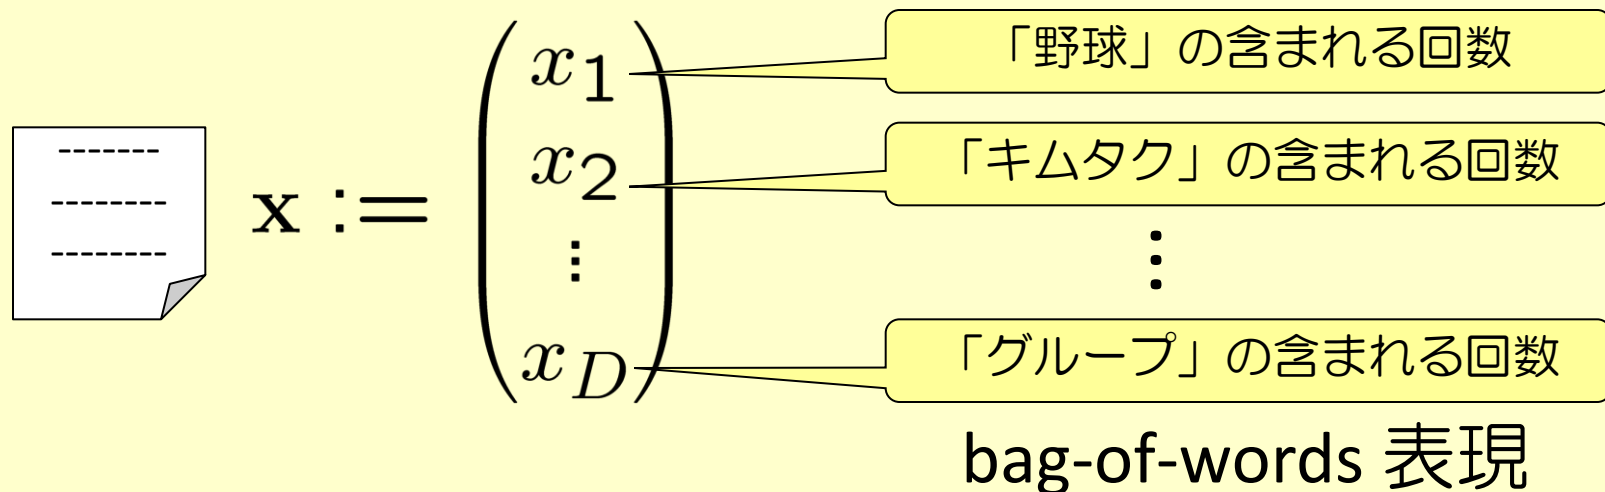 x := ( x1 x2 ⋮ xD )
「野球」の含まれる回数
「キムタク」の含まれる回数
⋮
「グループ」の含まれる回数
bag-of-words 表現